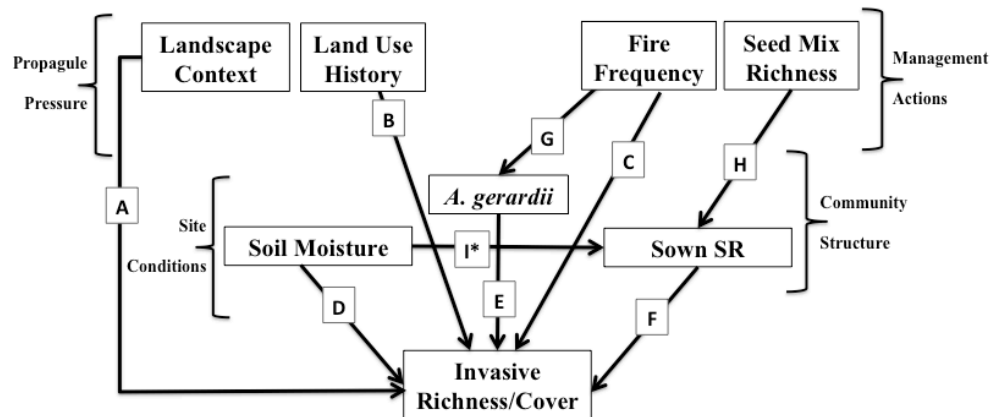 Propagule
Pressure
Landscape
Context
Land Use
History
Fire
Frequency
Seed Mix
Richness
Management
Actions
B
G
C
H
A
A. gerardii
Site
Conditions
Soil Moisture
I*
Sown SR
Community
Structure
D
E
F
Invasive
Richness/Cover